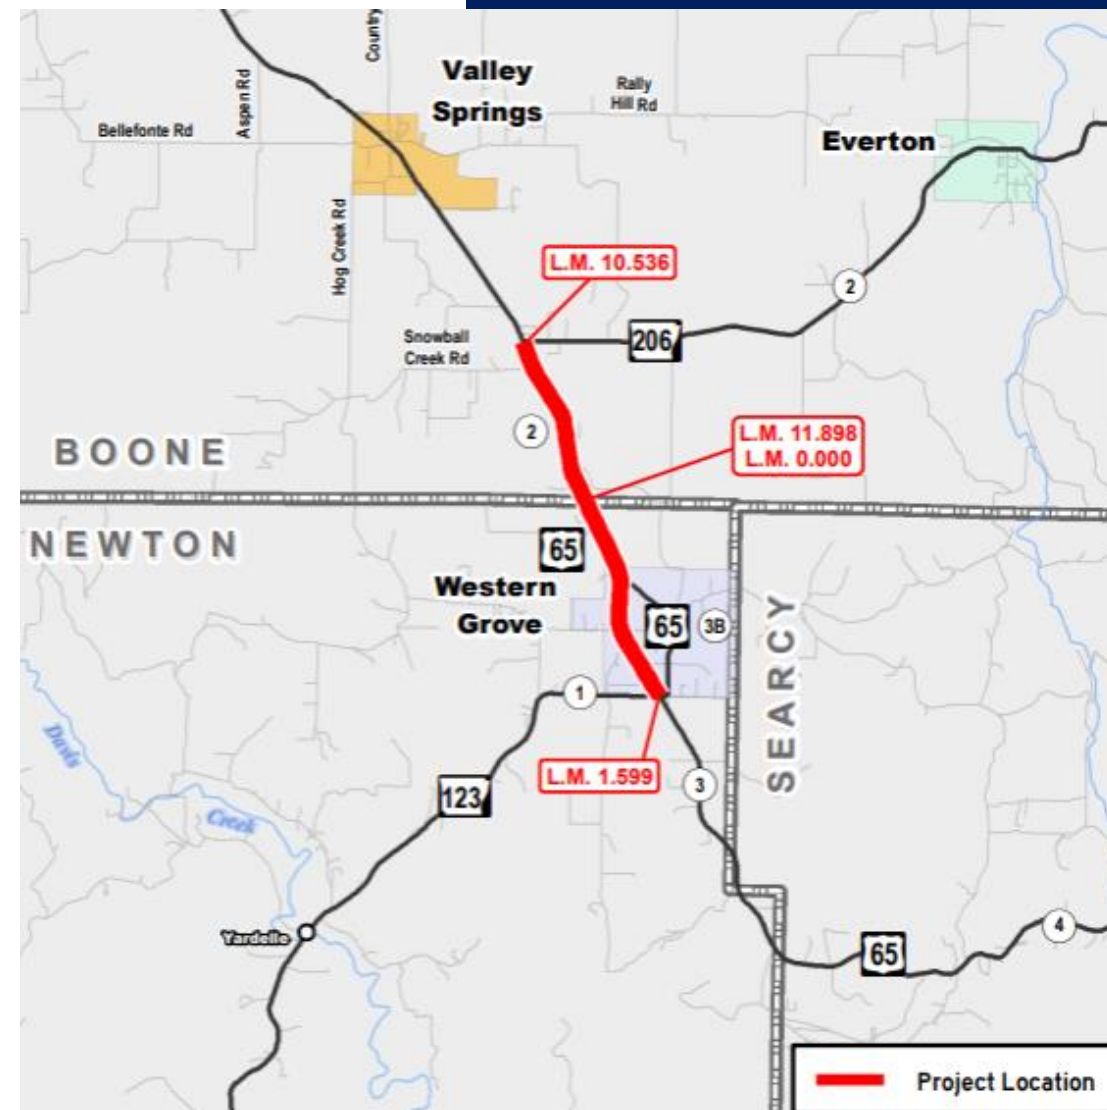 Country
Valley
Springs
Rally
Hill Rd
Aspen Rd
Bellefonte Rd
Everton
Hog Creek Rd
L.M. 10.536
2
Snowball
Creek Rd
206
2
L.M. 11.898
L.M. 0.000
BOONE
NEWTON
65
Western
Grove
65
3B
SEARCY
1
L.M. 1.599
3
123
Davis
Creek
Yardelle
65
4
Project Location